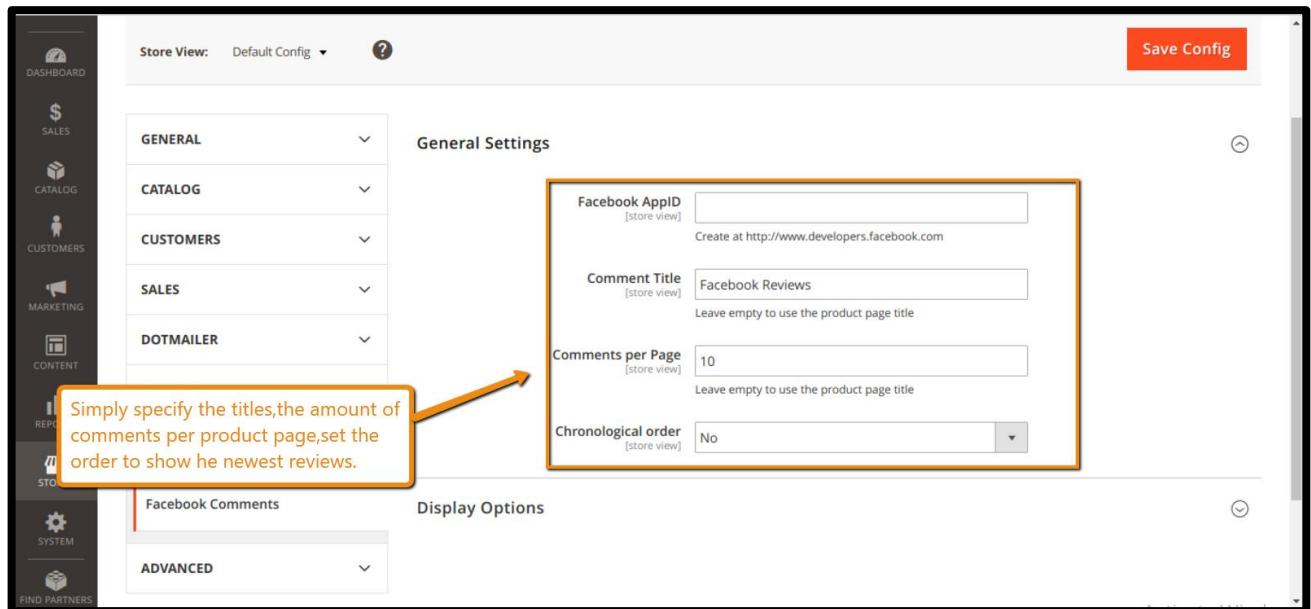 Store View: Default Config
Save Config
DASHBOARD
SALES
CATALOG
CUSTOMERS
MARKETING
CONTENT
SYSTEM
FIND PARTNERS
GENERAL
CATALOG
CUSTOMERS
SALES
DOTMAILER
Facebook Comments
ADVANCED
General Settings
Facebook AppID
[store view]
Create at http://www.developers.facebook.com
Comment Title
[store view]
Facebook Reviews
Leave empty to use the product page title
Comments per Page
[store view]
10
Leave empty to use the product page title
Chronological order
[store view]
No
Display Options
Simply specify the titles,the amount of
comments per product page,set the
order to show he newest reviews.